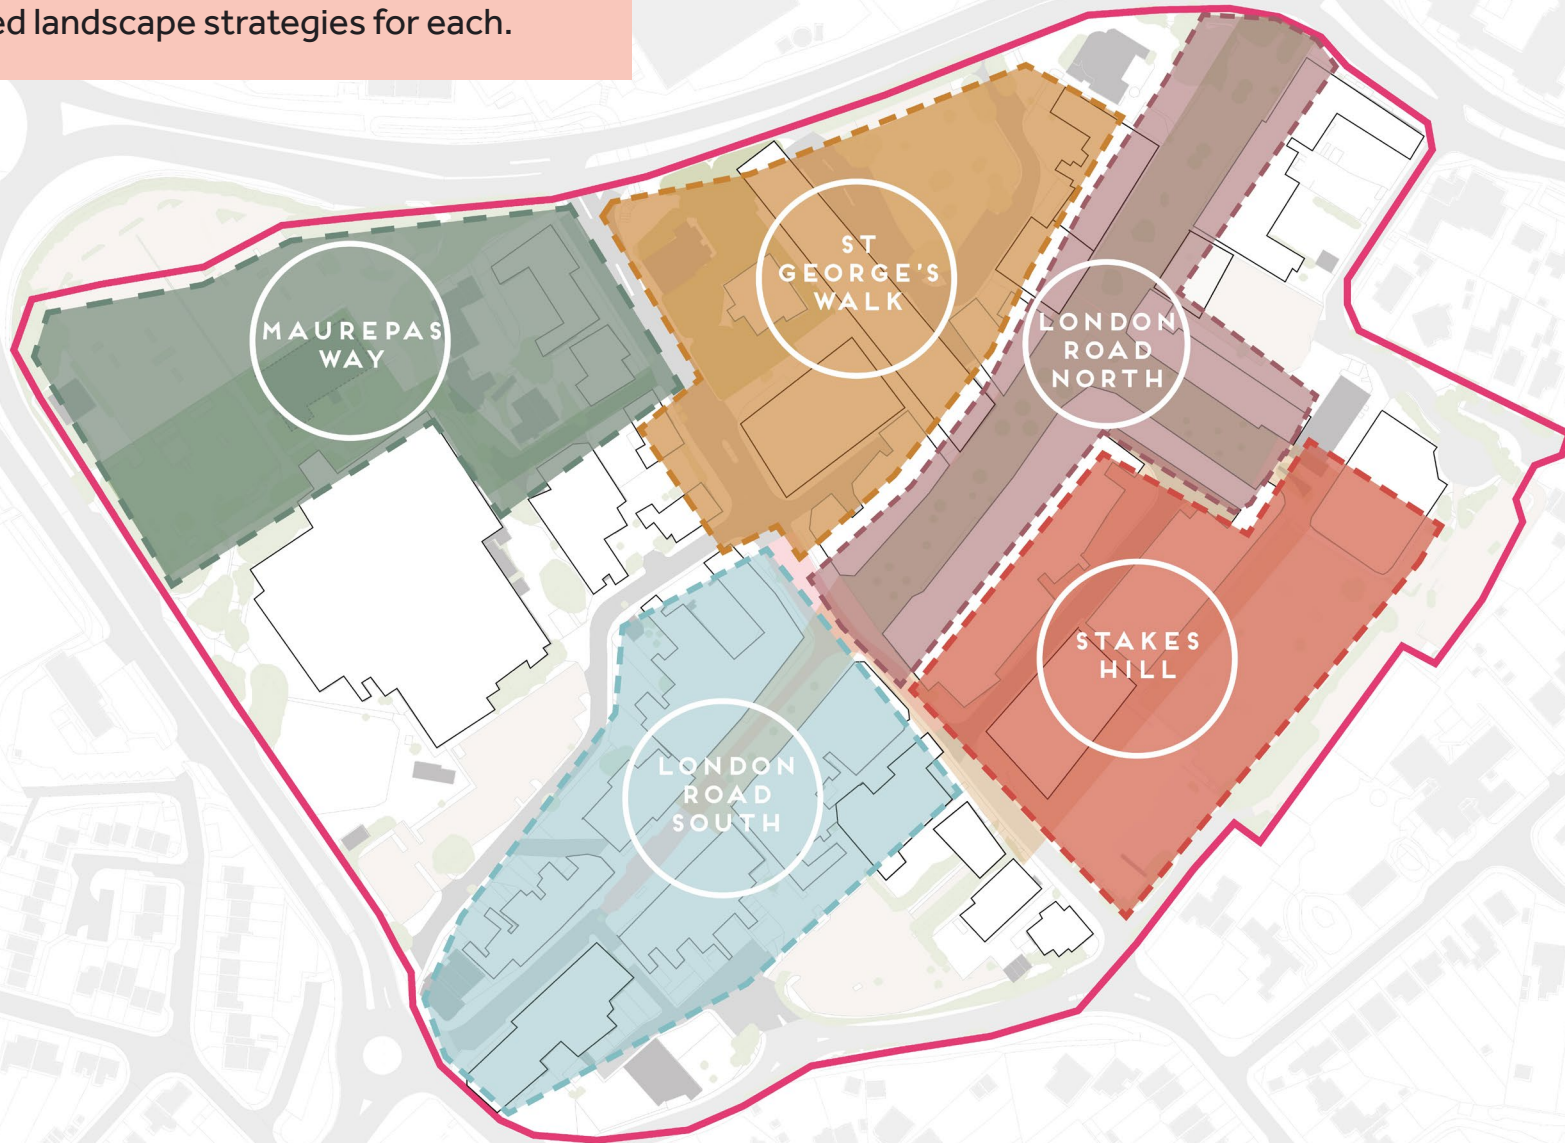 ed landscape strategies for each.
MAUREPAS
WAY
ST
GEORGE'S
WALK
LONDON
ROAD
NORTH
STAKES
HILL
LONDON
ROAD
SOUTH